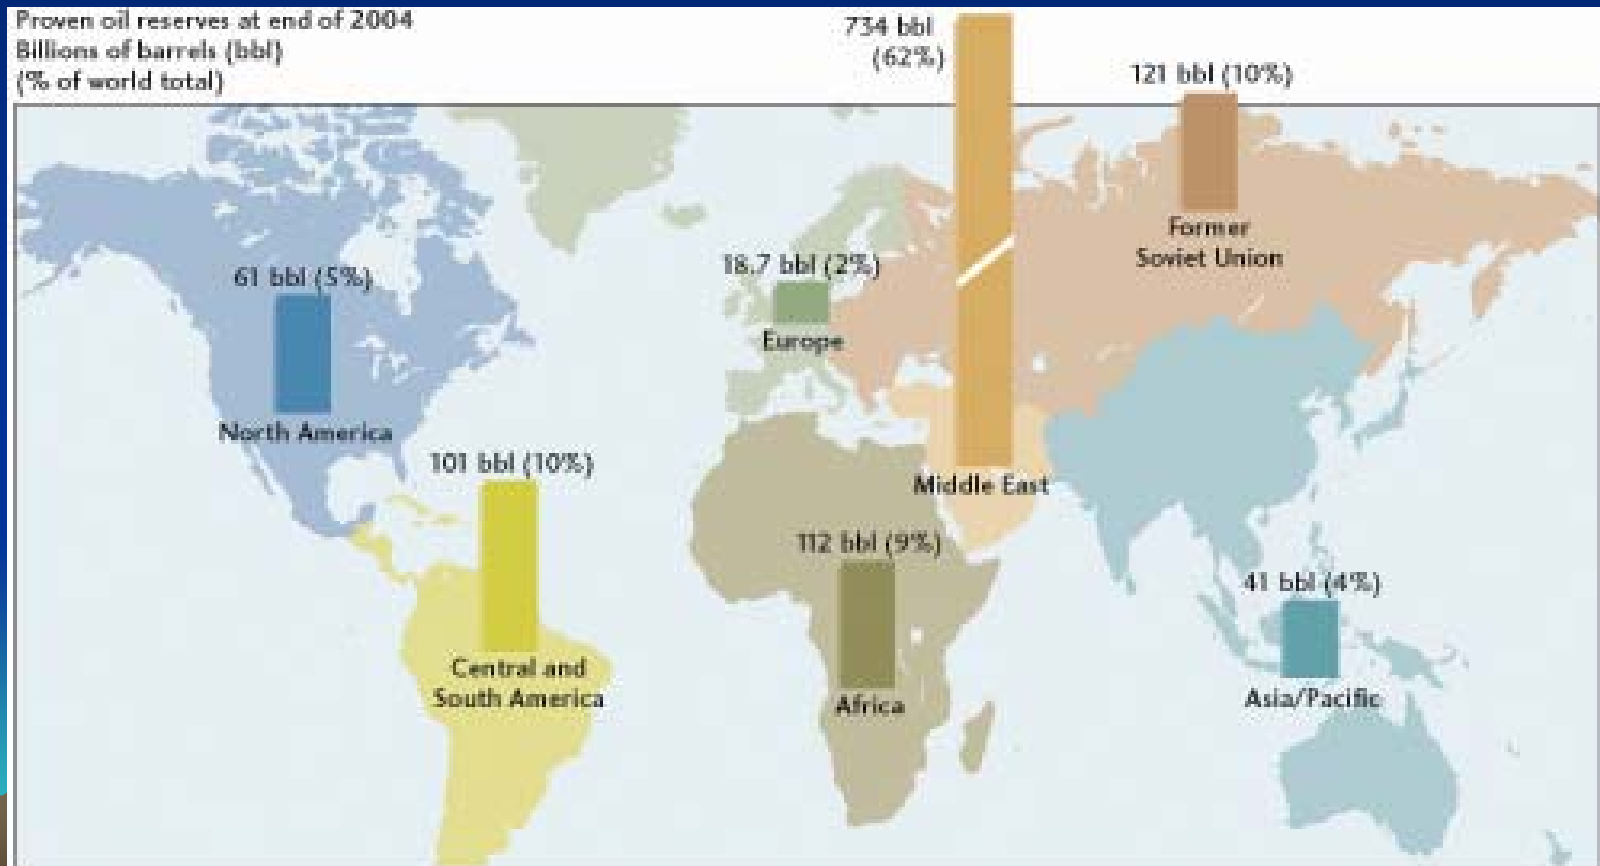 Proven oil reserves at end of 2004
Billions of barrels (bbl)
(% of world total)
734 bbl
(62%)
121 bbl (10%)
Former
Soviet Union
61 bbl (5%)
North America
18.7 bbl (2%)
Europe
101 bbl (10%)
Central and
South America
Middle East
112 bbl (9%)
Africa
41 bbl (4%)
Asia/Pacific